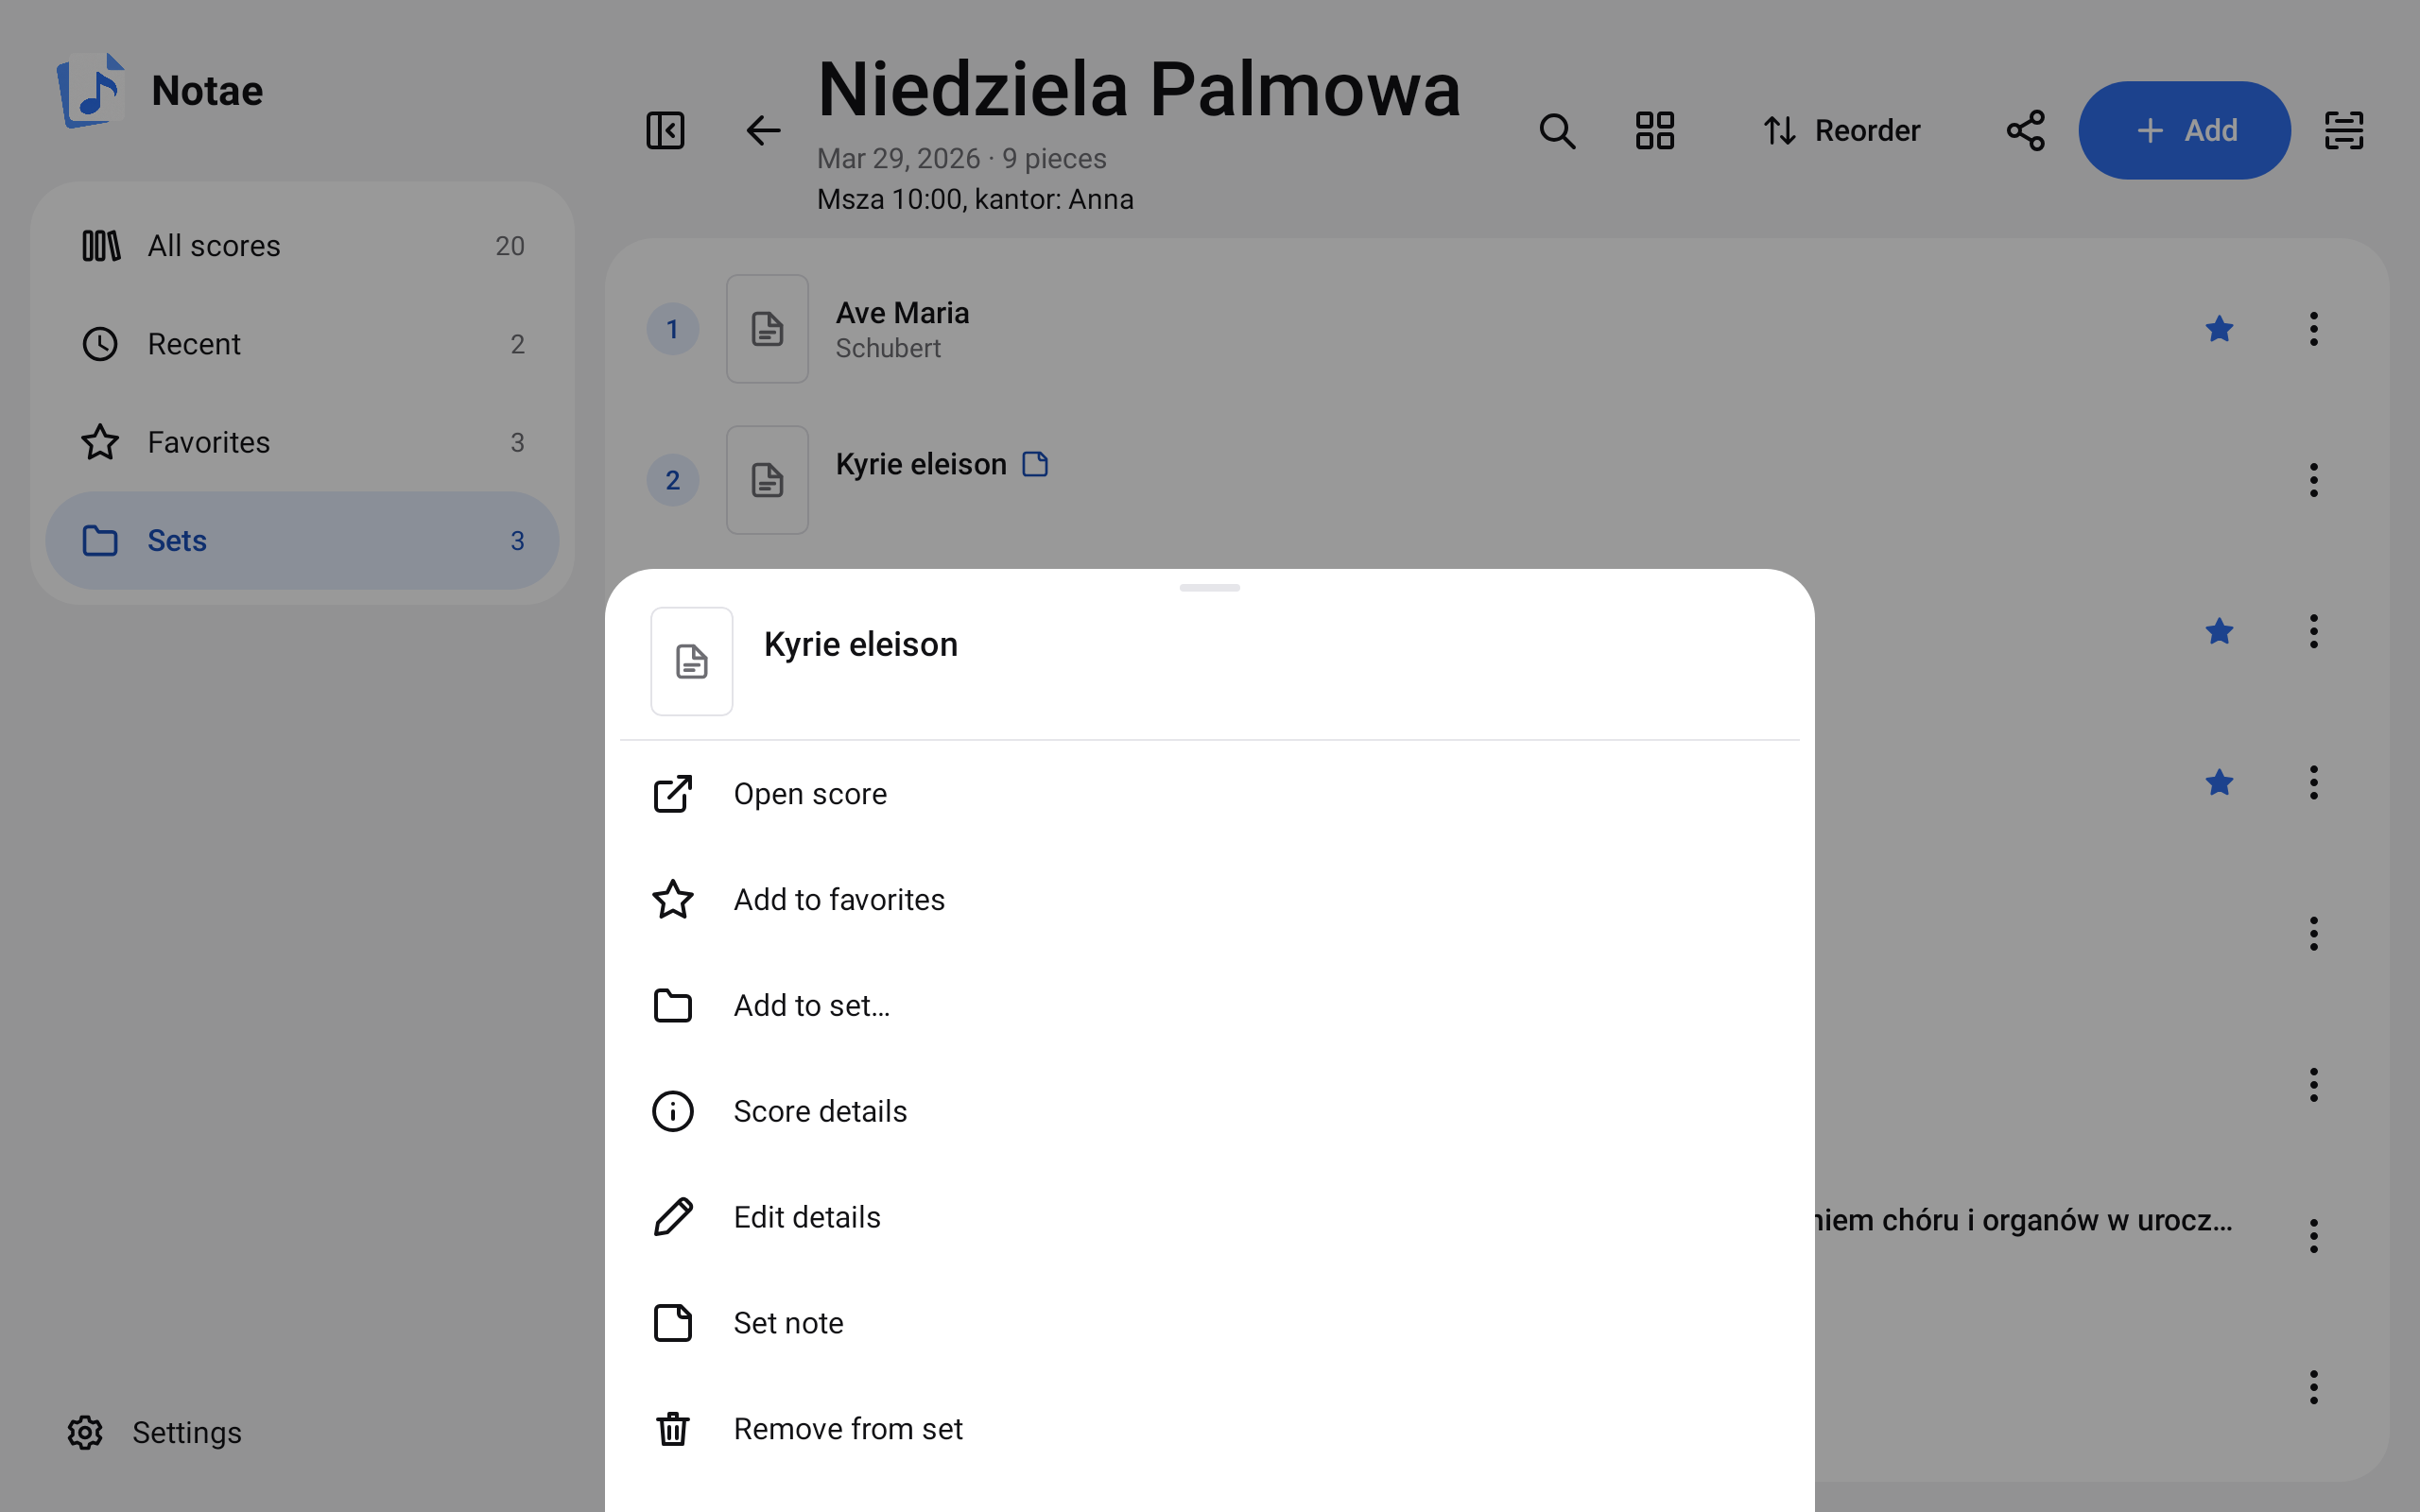 Notae
All scores 20
Recent 2
Favorites 3
Sets 3
Settings
Niedziela Palmowa
Mar 29, 2026 · 9 pieces
Msza 10:00, kantor: Anna
Reorder
Add
1
Ave Maria
Schubert
2
Kyrie eleison
Kyrie eleison
Open score
Add to favorites
Add to set...
Score details
Edit details
Set note
Remove from set
chóru i organów w urocz...